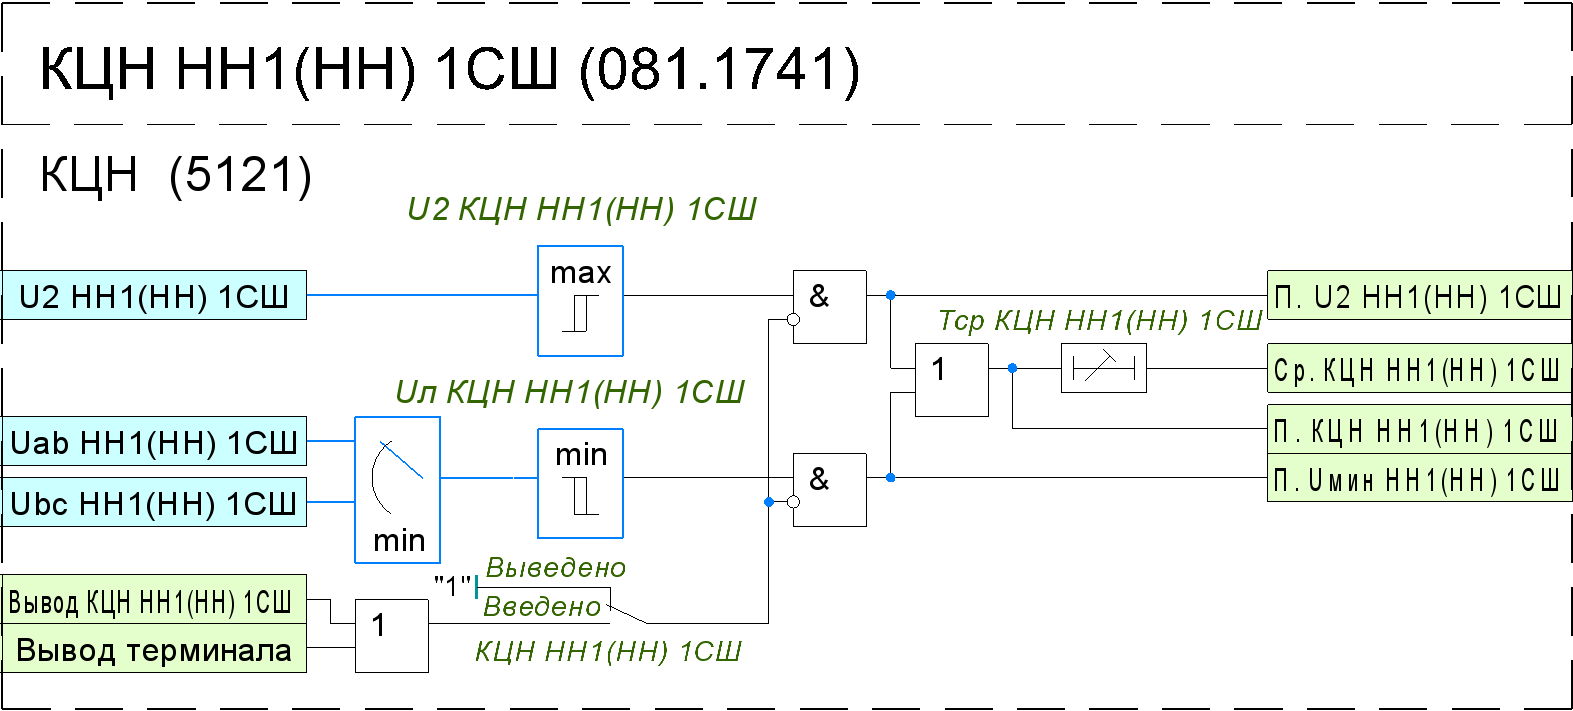 КЦН НН1(НН) 1СШ (081.1741)
КЦН (5121)
U2 КЦН НН1(НН) 1СШ
U2 НН1(НН) 1СШ
max
&
П. U2 НН1(НН) 1СШ
Tср КЦН НН1(НН) 1СШ
1
Ср. КЦН НН1(НН) 1СШ
Uл КЦН НН1(НН) 1СШ
Uab НН1(НН) 1СШ
min
П. КЦН НН1(НН) 1СШ
&
П. Uмин НН1(НН) 1СШ
Ubc НН1(НН) 1СШ
min
"1"
Выведено
Вывод КЦН НН1(НН) 1СШ
Введено
1
Вывод терминала
КЦН НН1(НН) 1СШ